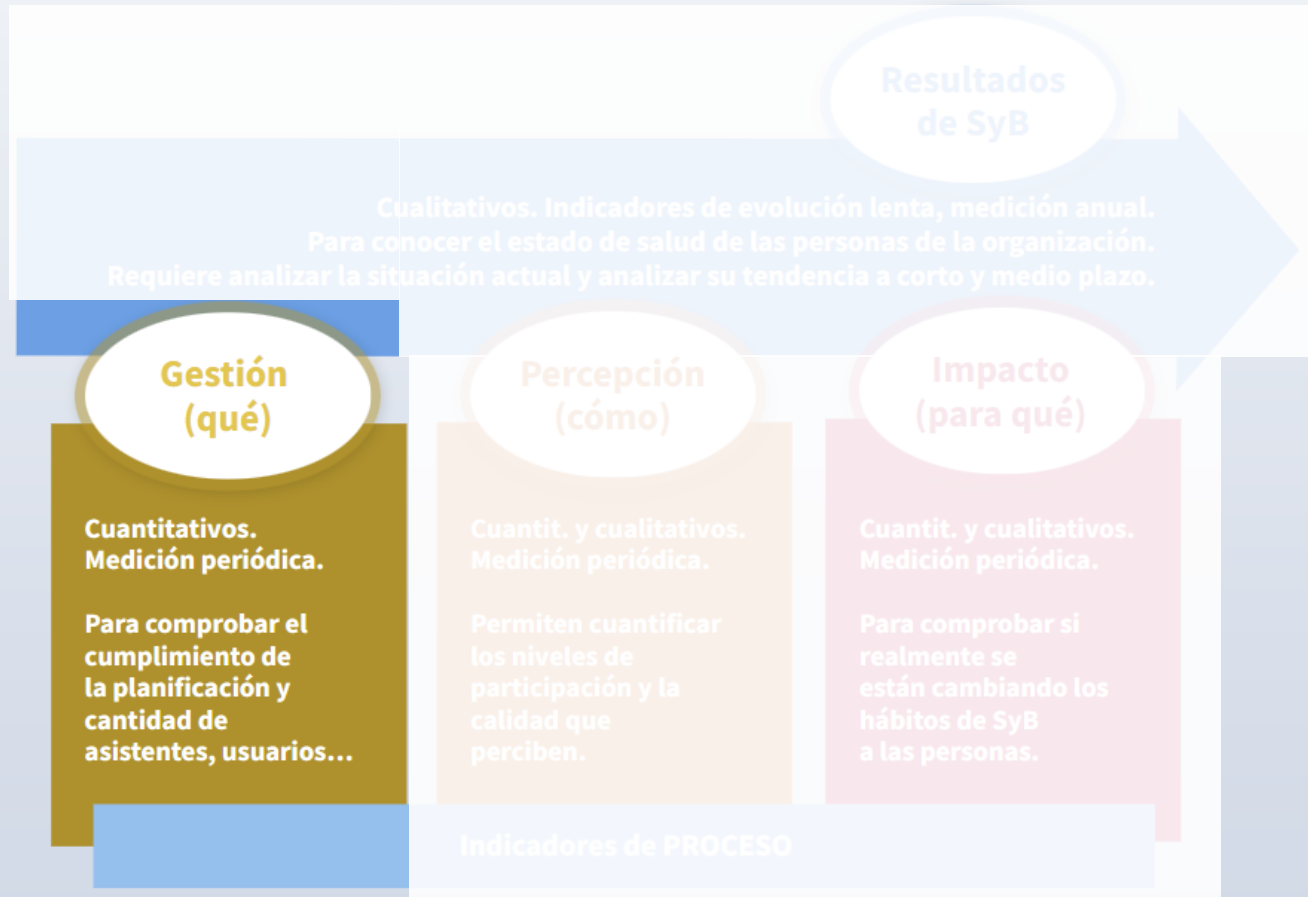 Resultados
de SyB
Cualitativos. Indicadores de evolución lenta, medición anual.
Para conocer el estado de salud de las personas de la organización.
Requiere analizar la situación actual y analizar su tendencia a corto y medio plazo.
Gestión
(qué)
Cuantitativos.
Medición periódica.
Para comprobar el
cumplimiento de
la planificación y
cantidad de
asistentes, usuarios...
Percepción
(cómo)
Cuantit. y cualitativos.
Medición periódica.
Permiten cuantificar
los niveles de
participación y la
calidad que
perciben.
Impacto
(para qué)
Cuantit. y cualitativos.
Medición periódica.
Para comprobar si
realmente se
están cambiando los
hábitos de SyB
a las personas.
Indicadores de PROCESO